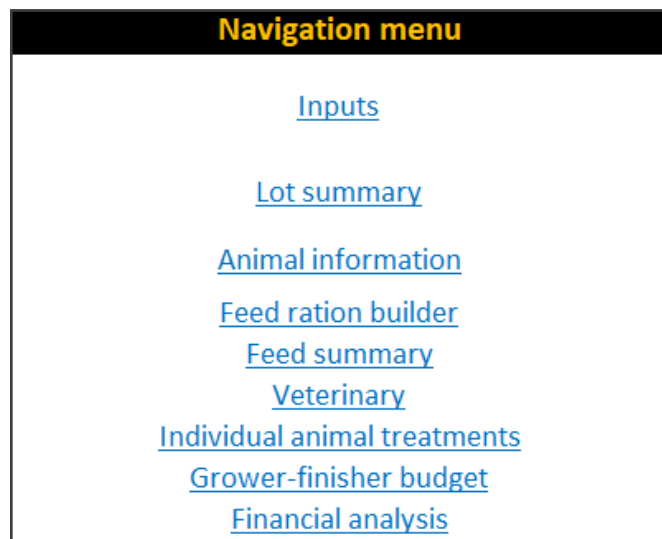 Navigation menu
Inputs
Lot summary
Animal information
Feed ration builder
Feed summary
Veterinary
Individual animal treatments
Grower-finisher budget
Financial analysis